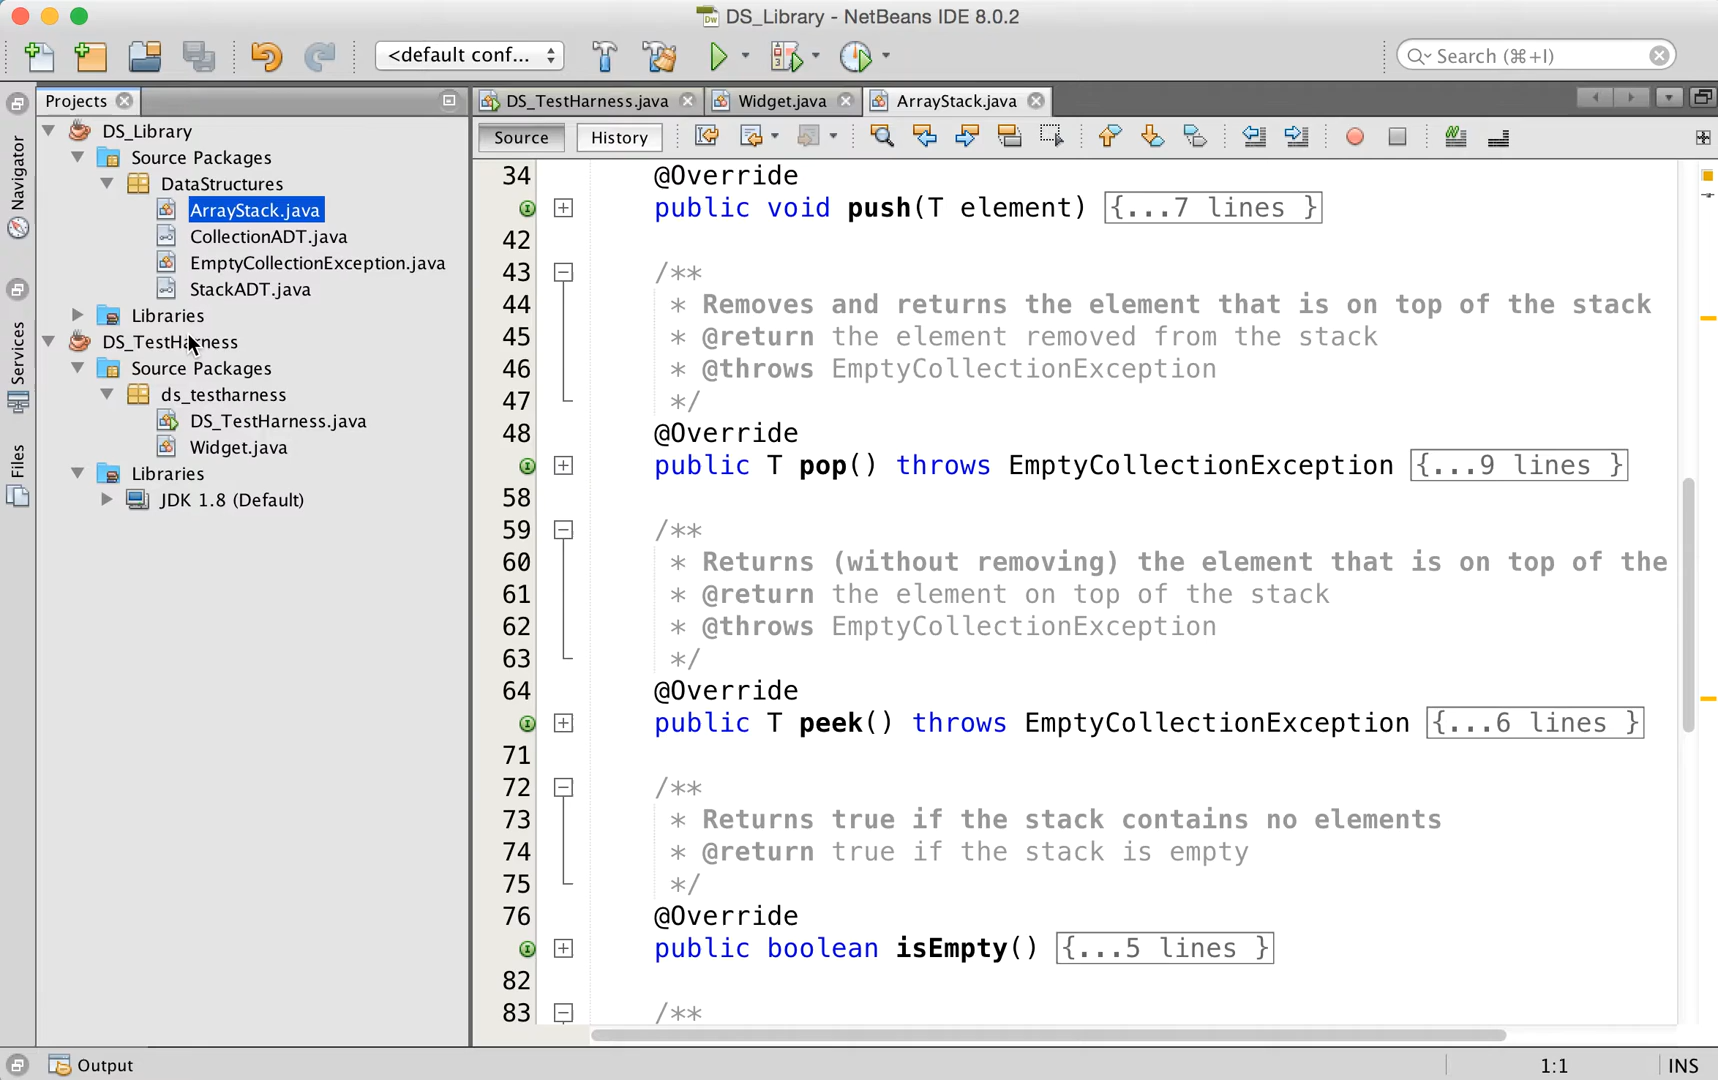 DS_Library - NetBeans IDE 8.0.2
<default conf...
Search (⌘+I)
Projects
DS_TestHarness.java
Widget.java
ArrayStack.java
Source
History
Navigator
Services
Files
DS_Library
Source Packages
DataStructures
ArrayStack.java
CollectionADT.java
EmptyCollectionException.java
StackADT.java
Libraries
DS_TestHarness
Source Packages
ds_testharness
DS_TestHarness.java
Widget.java
Libraries
JDK 1.8 (Default)
34 @Override
public void push(T element) {...7 lines }
42
43 /**
44 * Removes and returns the element that is on top of the stack
45 * @return the element removed from the stack
46 * @throws EmptyCollectionException
47 */
48 @Override
public T pop() throws EmptyCollectionException {...9 lines }
58
59 /**
60 * Returns (without removing) the element that is on top of the
61 * @return the element on top of the stack
62 * @throws EmptyCollectionException
63 */
64 @Override
public T peek() throws EmptyCollectionException {...6 lines }
71
72 /**
73 * Returns true if the stack contains no elements
74 * @return true if the stack is empty
75 */
76 @Override
public boolean isEmpty() {...5 lines }
82
83 /**
Output
1:1
INS